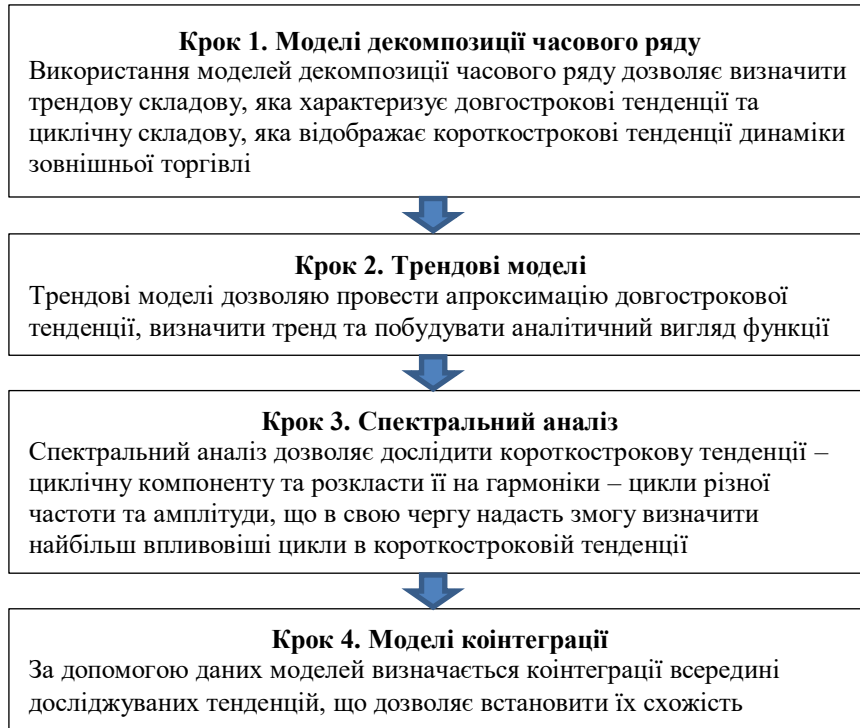 Крок 1. Моделі декомпозиції часового ряду
Використання моделей декомпозиції часового ряду дозволяє визначити
трендову складову, яка характеризує довгострокові тенденції та
циклічну складову, яка відображає короткострокові тенденції динаміки
зовнішньої торгівлі
Крок 2. Трендові моделі
Трендові моделі дозволяю провести апроксимацію довгострокової
тенденції, визначити тренд та побудувати аналітичний вигляд функції
Крок 3. Спектральний аналіз
Спектральний аналіз дозволяє дослідити короткострокову тенденції –
циклічну компоненту та розкласти її на гармоніки – цикли різної
частоти та амплітуди, що в свою чергу надасть змогу визначити
найбільш впливовіші цикли в короткостроковій тенденції
Крок 4. Моделі коінтеграції
За допомогою даних моделей визначається коінтеграції всередині
досліджуваних тенденцій, що дозволяє встановити їх схожість